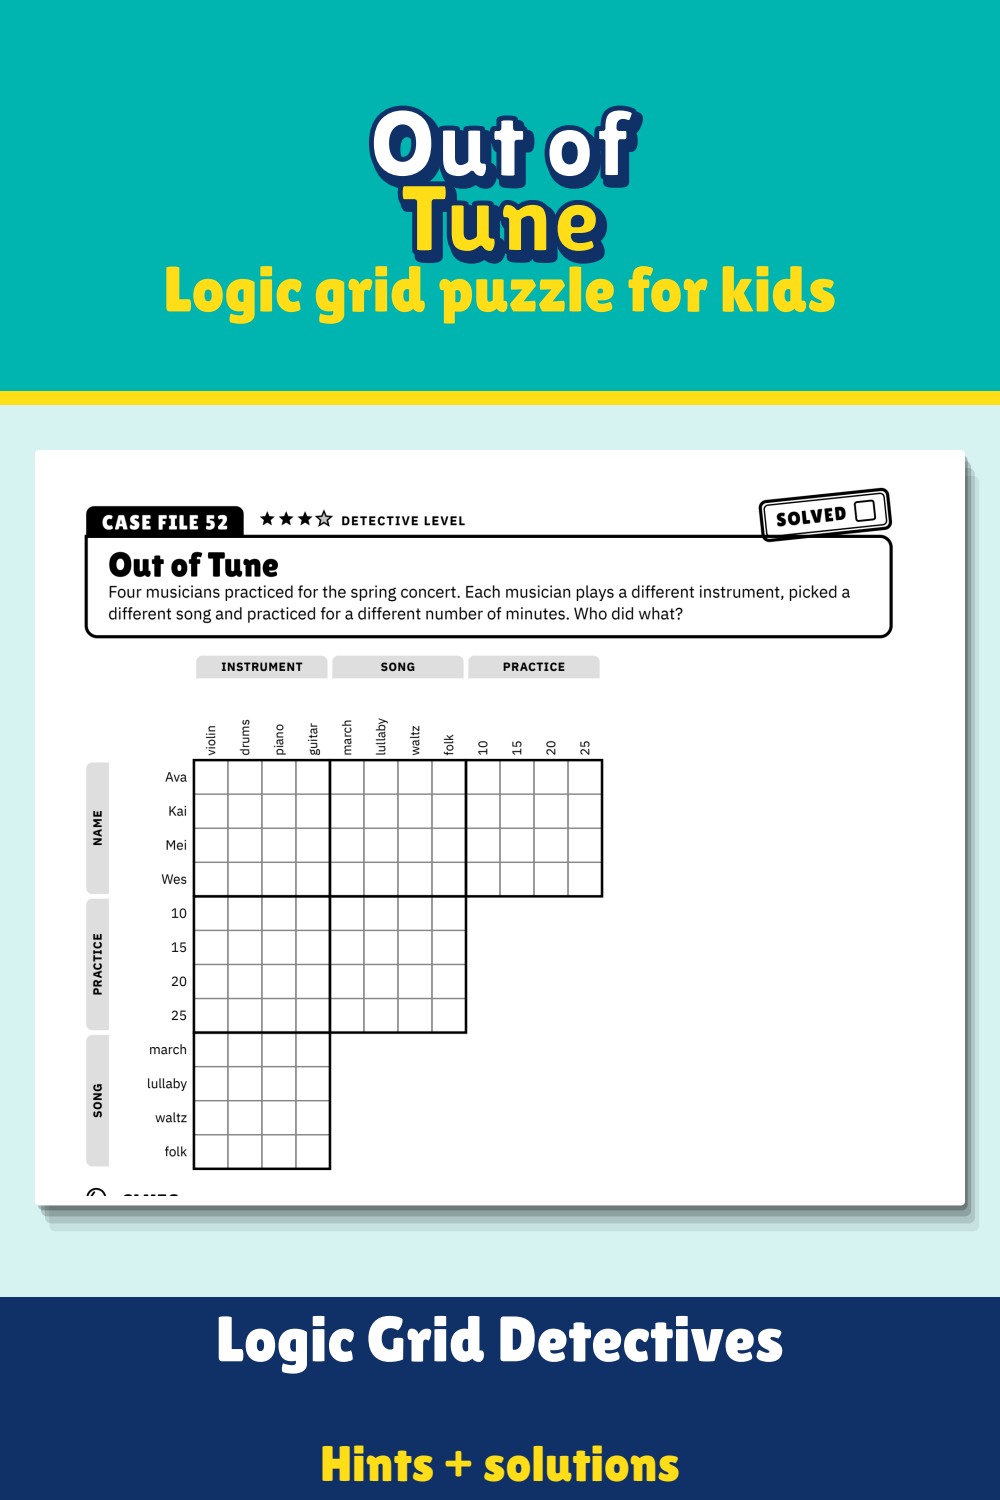 Out of
Tune
Logic grid puzzle for kids
CASE FILE 52
DETECTIVE LEVEL
SOLVED
Out of Tune
Four musicians practiced for the spring concert. Each musician plays a different instrument, picked a
different song and practiced for a different number of minutes. Who did what?
INSTRUMENT SONG PRACTICE
violin drums piano guitar march lullaby waltz folk 10 15 20 25
NAME
Ava
Kai
Mei
Wes
PRACTICE
10
15
20
25
SONG
march
lullaby
waltz
folk
Logic Grid Detectives
Hints + solutions